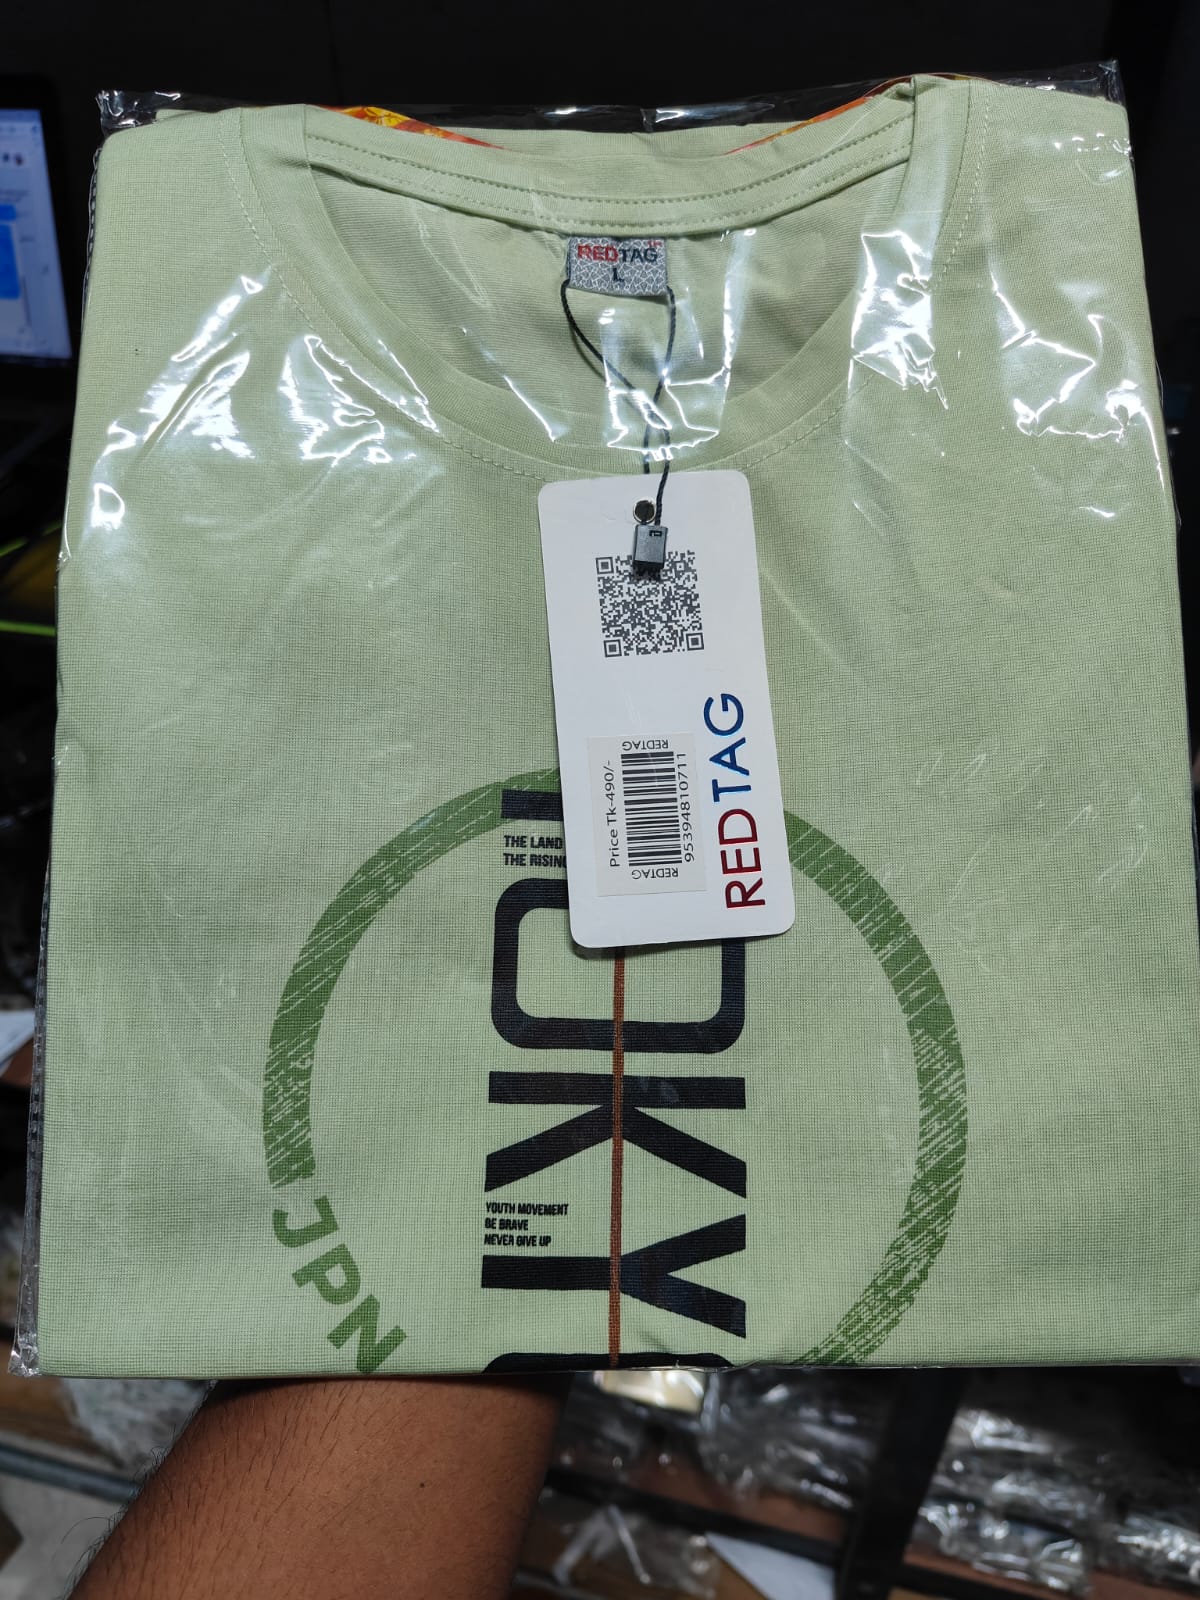 REDTAG
L
REDTAG
Price Tk-490/-
95394810711
REDTAG
REDTAG
THE LAND
THE RISING
TOKYO
YOUTH MOVEMENT
BE BRAVE
NEVER GIVE UP
JPN